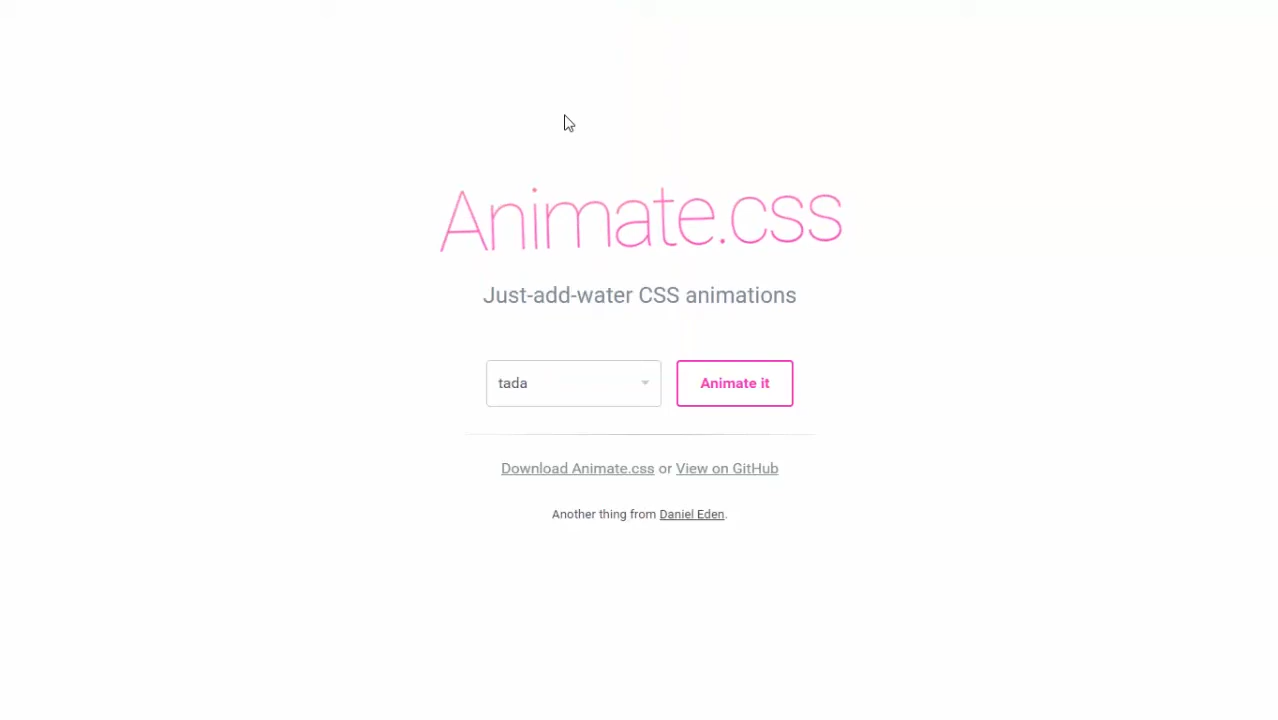 Animate.css
Just-add-water CSS animations
tada
Animate it
Download Animate.css or View on GitHub
Another thing from Daniel Eden.